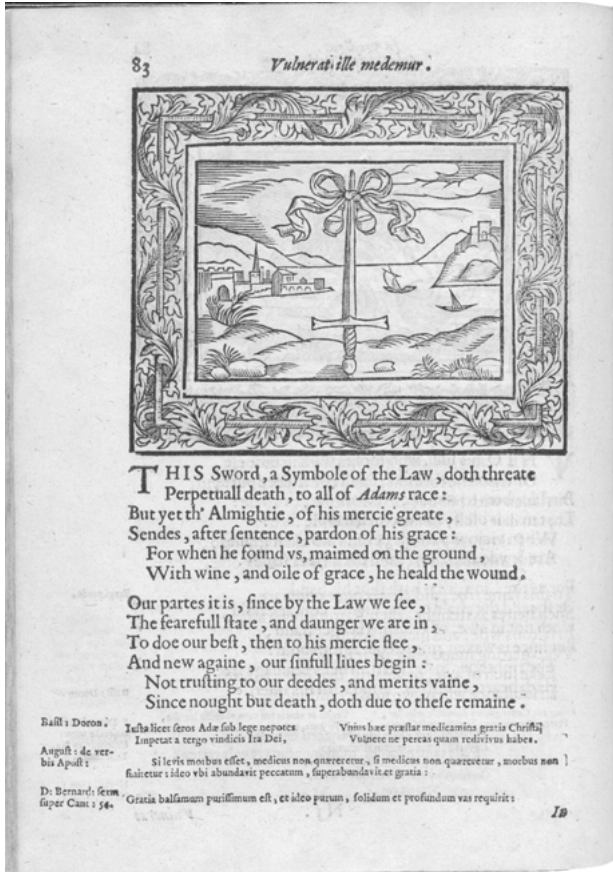 83 Vulnerat ille medemur.
THIS Sword, a Symbole of the Law, doth threate
Perpetuall death, to all of Adams race:
But yet th' Almightie, of his mercie greate,
Sendes, after sentence, pardon of his grace:
For when he found vs, maimed on the ground,
With wine, and oile of grace, he heald the wound.
Our partes it is, since by the Law we see,
The fearefull state, and daunger we are in,
To doe our best, then to his mercie flee,
And new againe, our sinfull liues begin:
Not trusting to our deedes, and merits vaine,
Since nought but death, doth due to these remaine.
Basil: Doron.
Iusta licet seros Adæ sub lege nepotes
Impetat a tergo vindicis Ira Dei,
Vnius hæc præstat medicamina gratia Christi;
Vulnere ne pereas quam redivivus habes.
August: de ver-
bis Apost:
Si levis morbus esset, medicus non quæreretur, si medicus non quæreretur, morbus non
finiretur: ideo vbi abundavit peccatum, superabundavit et gratia:
D: Bernard: serm
super Cant: 54.
Gratia balsamum purissimum est, et ideo purum, solidum et profundum vas requirit: